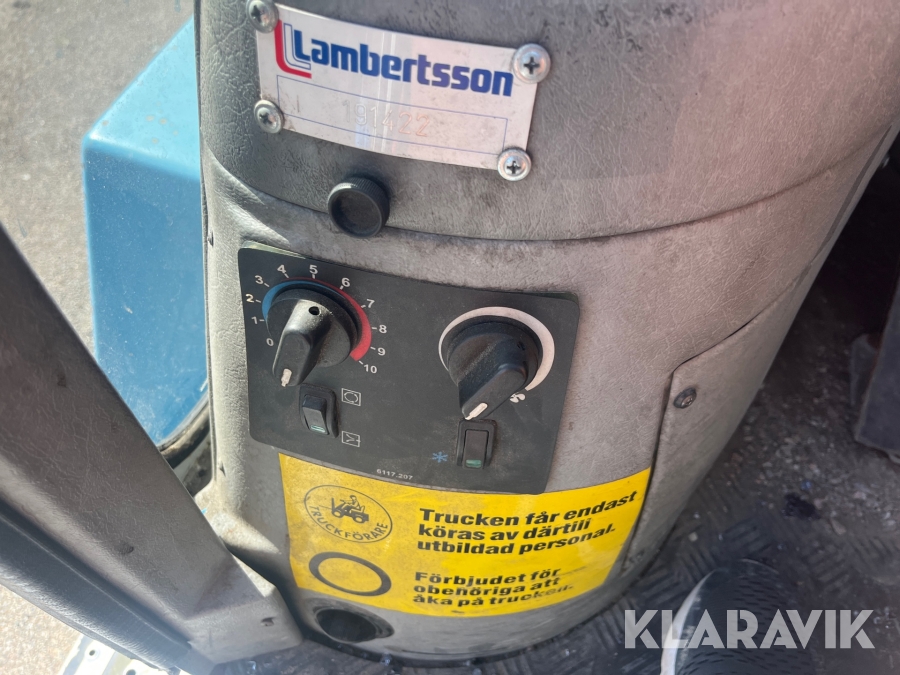 Lambertsson
191422
0
1
2
3
4
5
6
7
8
9
10
6117.207
TRUCKFÖRARE
Trucken får endast
köras av därtill
utbildad personal.
Förbjudet för
obehöriga att
åka på trucken.
KLARAVIK